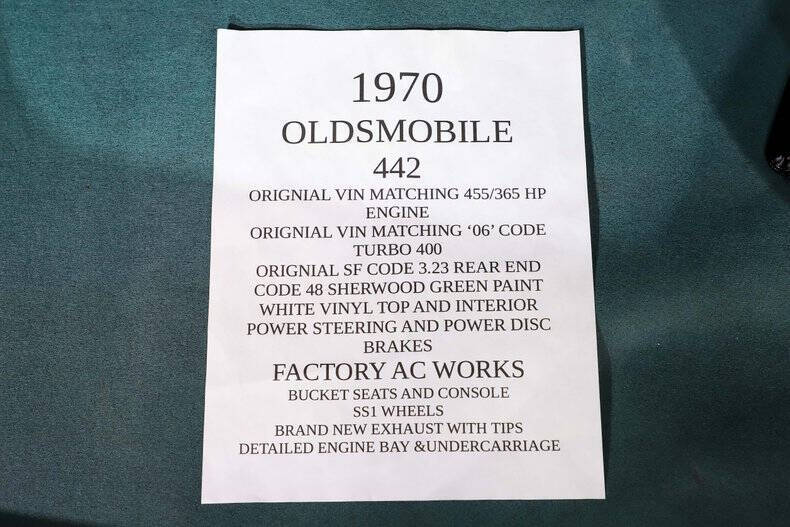 1970
OLDSMOBILE
442
ORIGNIAL VIN MATCHING 455/365 HP
ENGINE
ORIGNIAL VIN MATCHING ‘06’ CODE
TURBO 400
ORIGNIAL SF CODE 3.23 REAR END
CODE 48 SHERWOOD GREEN PAINT
WHITE VINYL TOP AND INTERIOR
POWER STEERING AND POWER DISC
BRAKES
FACTORY AC WORKS
BUCKET SEATS AND CONSOLE
SS1 WHEELS
BRAND NEW EXHAUST WITH TIPS
DETAILED ENGINE BAY &UNDERCARRIAGE